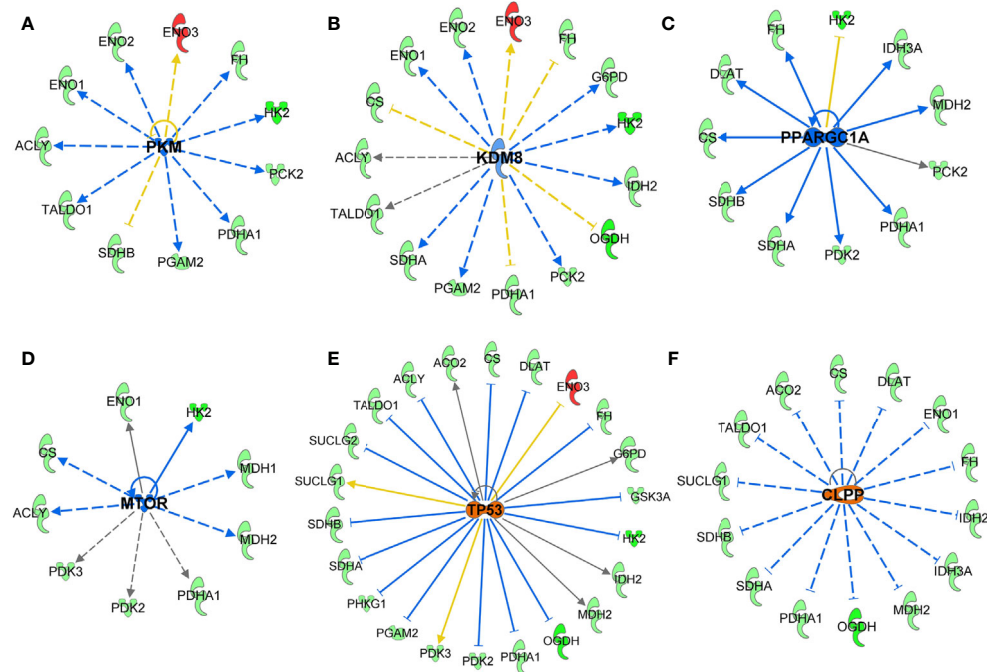 A
ENO2
ENO3
FH
ENO1
HK2
ACLY
PKM
PCK2
TALDO1
PDHA1
SDHB
PGAM2
B
ENO2
ENO3
FH
ENO1
G6PD
CS
HK2
ACLY
KDM8
IDH2
TALDO1
OGDH
SDHA
PCK2
PGAM2
PDHA1
C
HK2
FH
IDH3A
DLAT
MDH2
CS
PPARGC1A
PCK2
SDHB
PDHA1
SDHA
PDK2
D
ENO1
HK2
CS
MDH1
MTOR
ACLY
MDH2
PDK3
PDHA1
PDK2
E
ACO2
CS
DLAT
ACLY
ENO3
TALDO1
FH
SUCLG2
G6PD
SUCLG1
GSK3A
TP53
SDHB
HK2
SDHA
IDH2
PHKG1
MDH2
PGAM2
OGDH
PDK3
PDK2
PDHA1
F
CS
ACO2
DLAT
TALDO1
ENO1
FH
SUCLG1
CLPP
IDH2
SDHB
IDH3A
SDHA
MDH2
PDHA1
OGDH